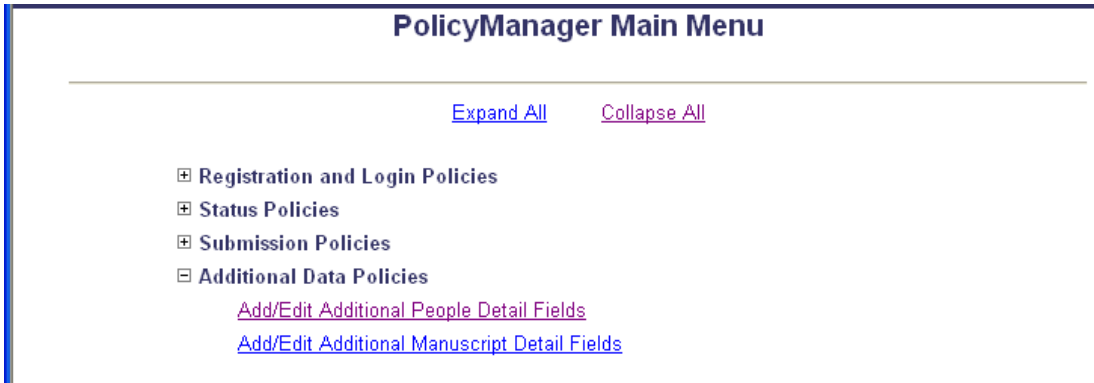 PolicyManager Main Menu
Expand All Collapse All
Registration and Login Policies
Status Policies
Submission Policies
Additional Data Policies
Add/Edit Additional People Detail Fields
Add/Edit Additional Manuscript Detail Fields